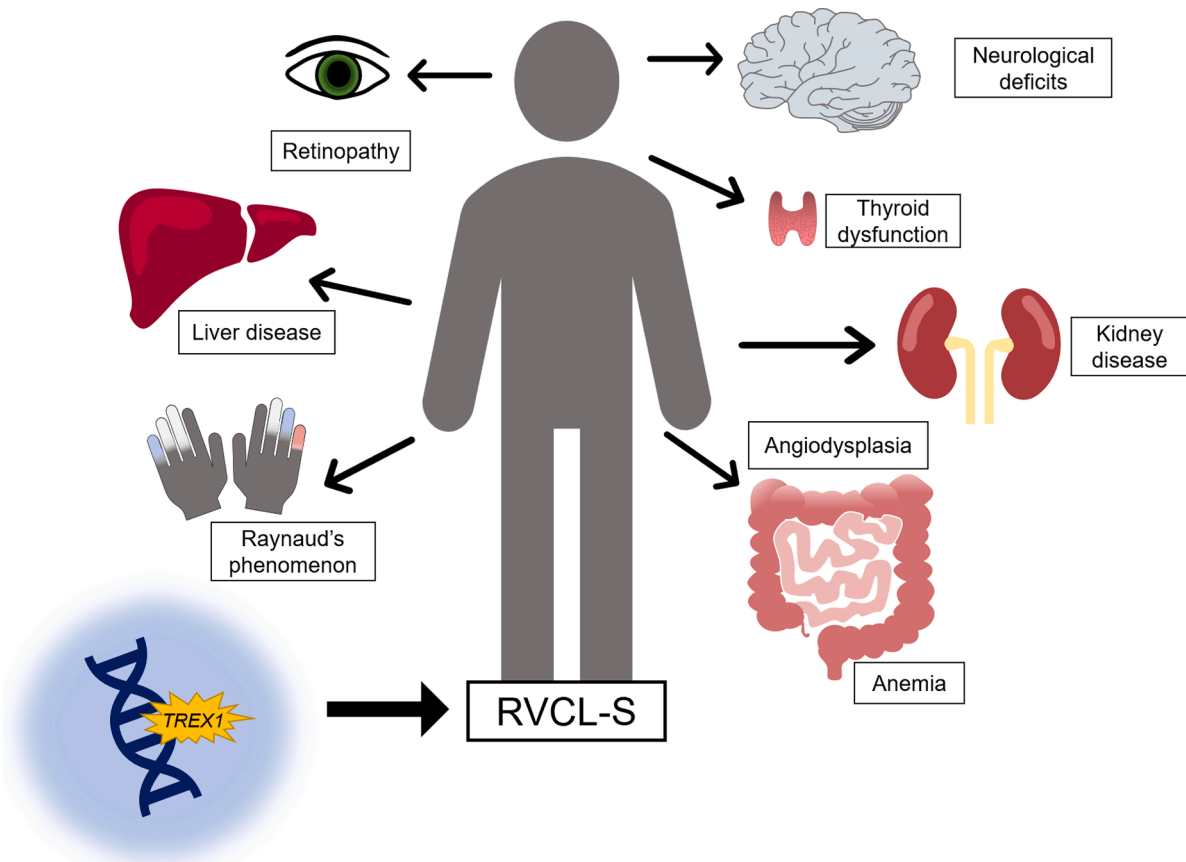 Retinopathy
Neurological
deficits
Thyroid
dysfunction
Liver disease
Kidney
disease
Raynaud’s
phenomenon
Angiodysplasia
Anemia
TREX1
RVCL-S